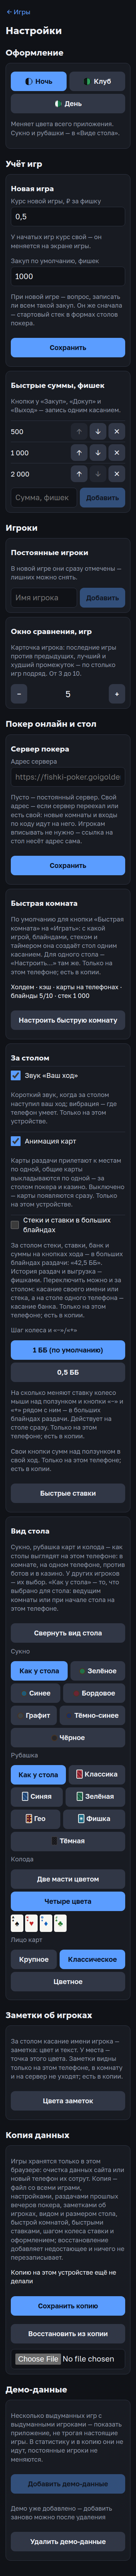 ← Игры
Настройки
Оформление
Ночь
Клуб
День
Меняет цвета всего приложения.
Сукно и рубашки — в «Виде стола».
Учёт игр
Новая игра
Курс новой игры, ₽ за фишку
0,5
У начатых игр курс свой — он
меняется на экране игры.
Закуп по умолчанию, фишек
1000
При новой игре — вопрос, записать
ли всем такой закуп. Он же сначала —
стартовый стек в форме столов
покера.
Сохранить
Быстрые суммы, фишек
Кнопки у «Закуп», «Докуп» и
«Выход» — запись одним касанием.
500
↑ ↓ ✕
1 000
↑ ↓ ✕
2 000
↑ ↓ ✕
Сумма, фишек
Добавить
Игроки
Постоянные игроки
В новой игре они сразу отмечены —
лишних можно снять.
Имя игрока
Добавить
Окно сравнения, игр
Карточка игрока: последние игры
против предыдущих, лучший и
худший промежуток — по столько
игр подряд. От 3 до 10.
− 5 +
Покер онлайн и стол
Сервер покера
Адрес сервера
https://fishki-poker.goigolde
Пусто — постоянный сервер. Свой
адрес — если сервер переехал или
есть свой: новые комнаты и входы
по коду идут на него. Игрокам
вписывать не нужно — ссылка на
стол несёт адрес сама.
Сохранить
Быстрая комната
По умолчанию для кнопки «Быстрая
комната» на «Играть»: с какой
игрой, блайндами, стеком и
таймером она создаёт стол одним
касанием. Для одного стола —
«Настроить…» там же. Только на
этом телефоне; есть в копии.
Холдем · кэш · карты на телефонах ·
блайнды 5/10 · стек 1 000
Настроить быструю комнату
За столом
Звук «Ваш ход»
Короткий звук, когда за столом
наступил ваш ход; вибрация — где
телефон умеет. Только на этом
устройстве.
Анимация карт
Карты раздачи прилетают к местам
по одной, общие карты
выкладываются по одной — за
столом покера и казино. Выключено
— карты появляются сразу. Только
на этом устройстве.
Стеки и ставки в больших
блайндах
За столом стеки, ставки, банк и
суммы на кнопках хода — в больших
блайндах раздачи: «42,5 ББ».
История раздач и выгрузка —
фишками. Переключить можно и за
столом: касание своего имени или
стека, а на столе одного телефона —
касание банка. Только на этом
телефоне; есть в копии.
Шаг колеса и «−»/«+»
1 ББ (по умолчанию)
0,5 ББ
На сколько меняют ставку колесо
мыши над ползунком и кнопки «−» и
«+» рядом с ним — в больших
блайндах раздачи. Действует на
столе сразу. Только на этом
телефоне; есть в копии.
Свои кнопки сумм над ползунком в
свой ход. Только на этом телефоне;
есть в копии.
Быстрые ставки
Вид стола
Сукно, рубашка карт и колода — как
столы выглядят на этом телефоне: в
комнате, на одном телефоне, против
ботов и в казино. У других игроков
— их выбор. «Как у стола» — то, что
выбрано для стола: ведущим
комнаты или при начале стола на
этом телефоне.
Свернуть вид стола
Сукно
Как у стола
Зелёное
Синее
Бордовое
Графит
Тёмно-синее
Чёрное
Рубашка
Как у стола
Классика
Синяя
Зелёная
Гео
Фишка
Тёмная
Колода
Две масти цветом
Четыре цвета
Лицо карт
Крупное
Классическое
Цветное
Заметки об игроках
За столом касание имени игрока —
заметка: цвет и текст. У места —
точка этого цвета. Заметки видны
только на этом телефоне, в комнату
и на сервер не уходят; есть в копии.
Цвета заметок
Копия данных
Игры хранятся только в этом
браузере: очистка данных сайта или
новый телефон их сотрут. Копия —
файл со всеми играми,
настройками, раздачами прошлых
вечеров покера, заметками об
игроках, видом и размером стола,
быстрой комнатой, быстрыми
ставками, шагом колеса ставки и
оформлением; восстановление
добавляет недостающее и ничего не
перезаписывает.
Копию на этом устройстве ещё не
делали
Сохранить копию
Восстановить из копии
Choose File No file chosen
Демо-данные
Несколько выдуманных игр с
выдуманными игроками — показать
приложение, не трогая настоящие
игры. В статистику и в копию они не
идут, постоянные игроки не
меняются.
Добавить демо-данные
Демо уже добавлено — добавить
заново можно после удаления
Удалить демо-данные